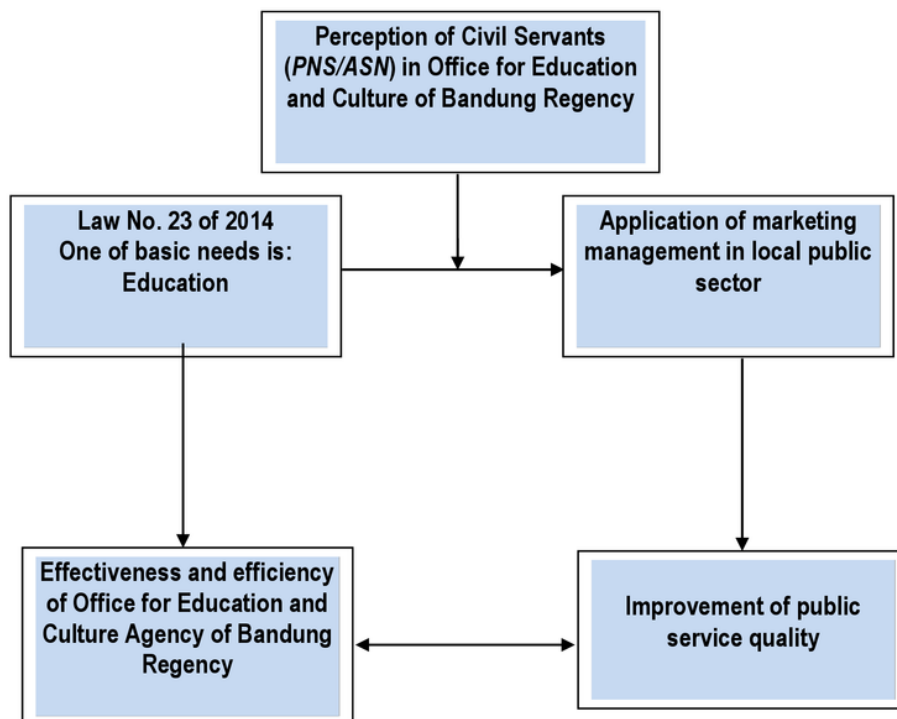 Perception of Civil Servants
(PNS/ASN) in Office for Education
and Culture of Bandung Regency
Law No. 23 of 2014
One of basic needs is:
Education
Application of marketing
management in local public
sector
Effectiveness and efficiency
of Office for Education and
Culture Agency of Bandung
Regency
Improvement of public
service quality